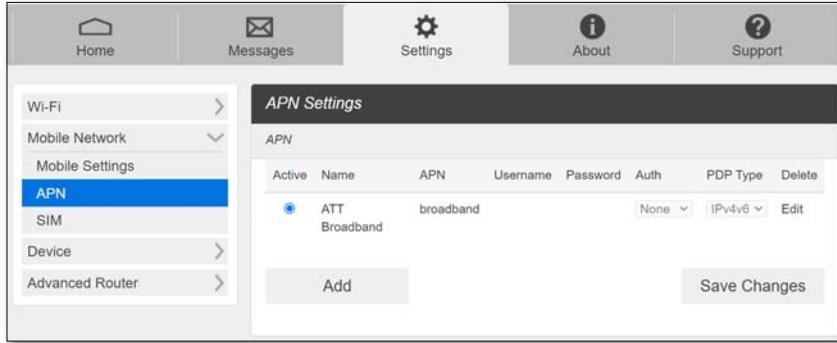 Home
Messages
Settings
About
Support
Wi-Fi
Mobile Network
Mobile Settings
APN
SIM
Device
Advanced Router
APN Settings
APN
Active Name APN Username Password Auth PDP Type Delete
ATT broadband None IPv4v6 Edit
Broadband
Add
Save Changes